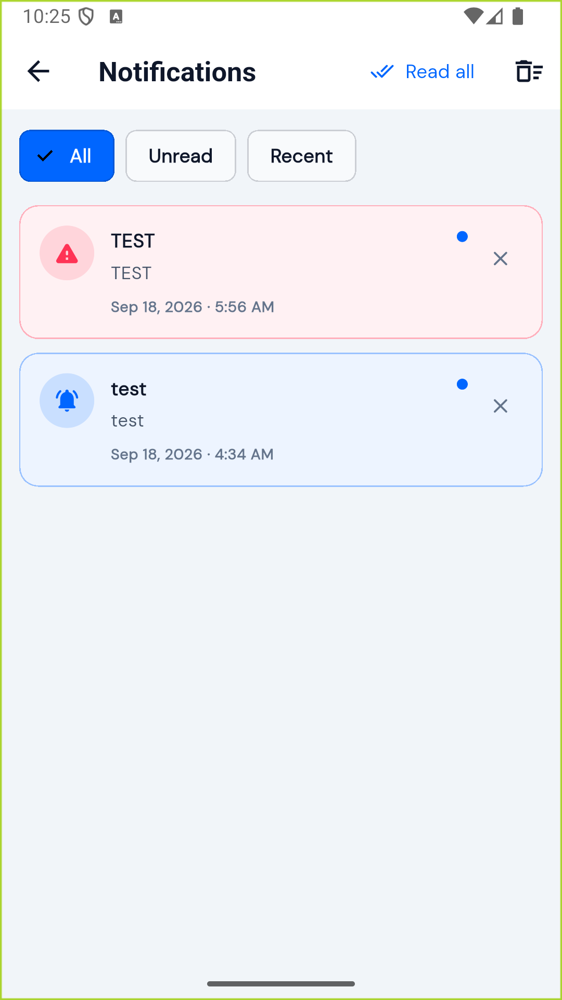 10:25
Notifications
Read all
All
Unread
Recent
TEST
TEST
Sep 18, 2026 · 5:56 AM
test
test
Sep 18, 2026 · 4:34 AM